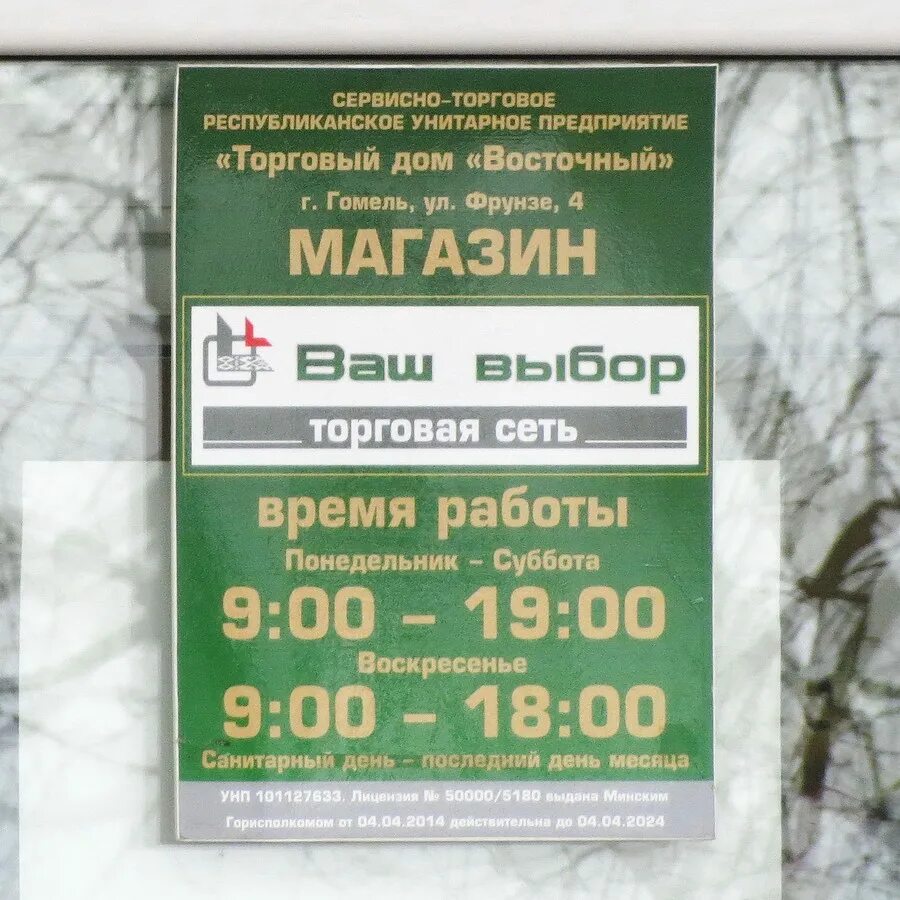 СЕРВИСНО-ТОРГОВОЕ
РЕСПУБЛИКАНСКОЕ УНИТАРНОЕ ПРЕДПРИЯТИЕ
«Торговый дом «Восточный»
г. Гомель, ул. Фрунзе, 4
МАГАЗИН
Ваш выбор
торговая сеть
время работы
Понедельник – Суббота
9:00 – 19:00
Воскресенье
9:00 – 18:00
Санитарный день – последний день месяца
УНП 101127633. Лицензия № 50000/5180 выдана Минским
Горисполкомом от 04.04.2014 действительна до 04.04.2024